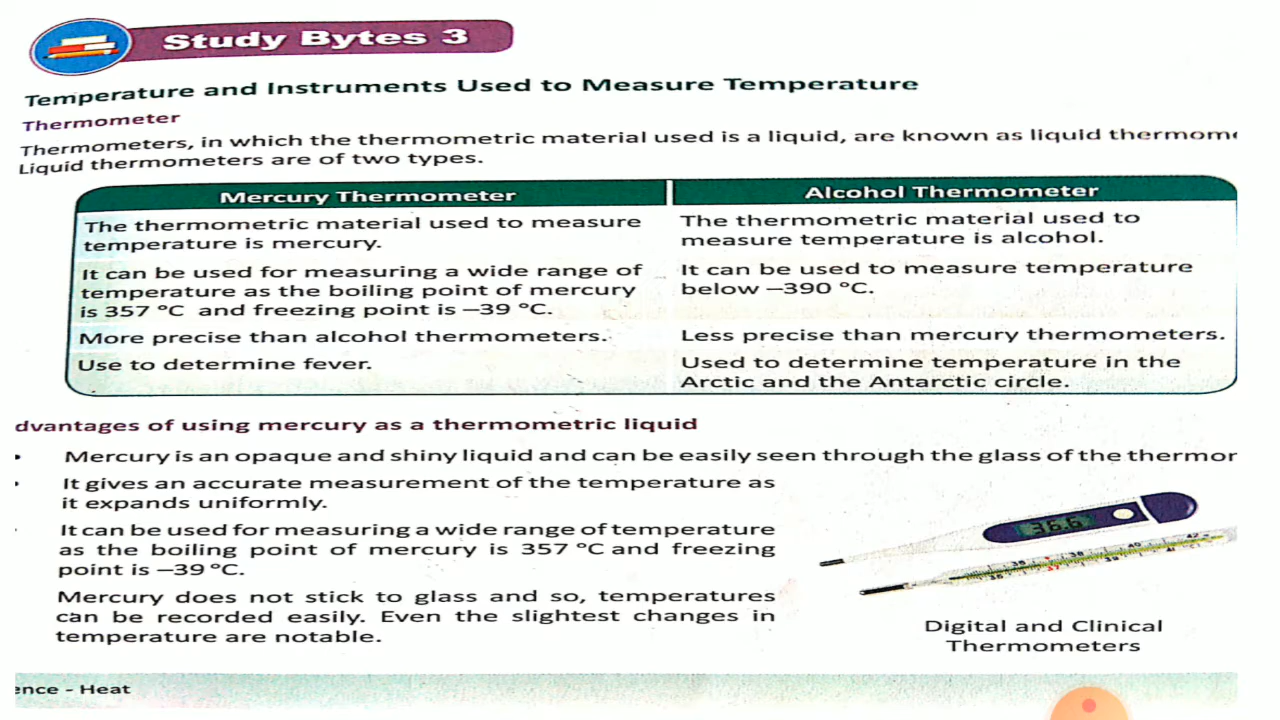 Study Bytes 3
Temperature and Instruments Used to Measure Temperature
Thermometer
Thermometers, in which the thermometric material used is a liquid, are known as liquid thermom
Liquid thermometers are of two types.
Mercury Thermometer
Alcohol Thermometer
The thermometric material used to measure
temperature is mercury.
The thermometric material used to
measure temperature is alcohol.
It can be used for measuring a wide range of
temperature as the boiling point of mercury
is 357 °C and freezing point is –39 °C.
It can be used to measure temperature
below –390 °C.
More precise than alcohol thermometers.
Less precise than mercury thermometers.
Use to determine fever.
Used to determine temperature in the
Arctic and the Antarctic circle.
dvantages of using mercury as a thermometric liquid
Mercury is an opaque and shiny liquid and can be easily seen through the glass of the thermor
It gives an accurate measurement of the temperature as
it expands uniformly.
It can be used for measuring a wide range of temperature
as the boiling point of mercury is 357 °C and freezing
point is –39 °C.
Mercury does not stick to glass and so, temperatures
can be recorded easily. Even the slightest changes in
temperature are notable.
36.6
Digital and Clinical
Thermometers
ence - Heat